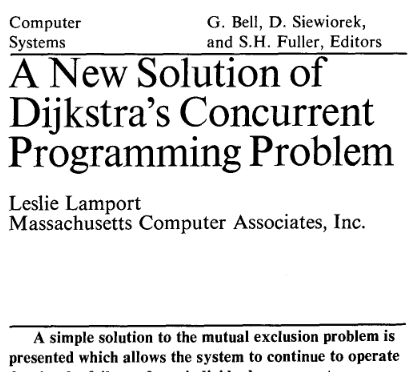 Computer
Systems
G. Bell, D. Siewiorek,
and S.H. Fuller, Editors
A New Solution of
Dijkstra's Concurrent
Programming Problem
Leslie Lamport
Massachusetts Computer Associates, Inc.
A simple solution to the mutual exclusion problem is
presented which allows the system to continue to operate